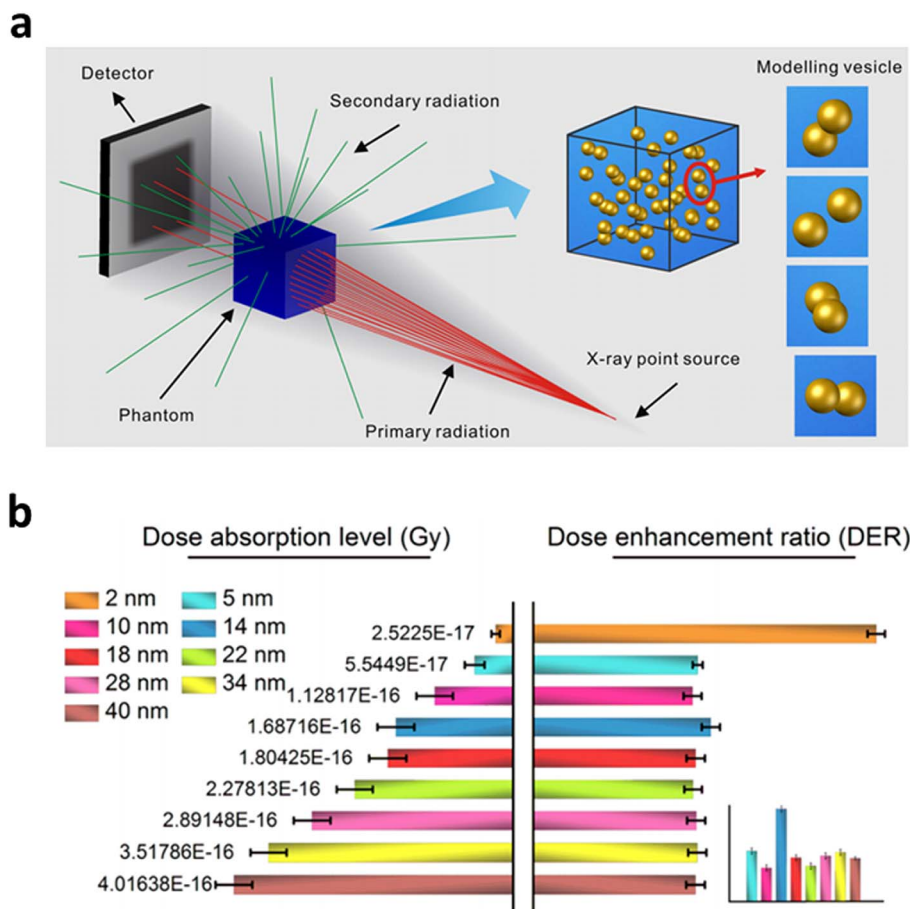 a
Detector
Secondary radiation
Modelling vesicle
X-ray point source
Phantom
Primary radiation
b
Dose absorption level (Gy)
Dose enhancement ratio (DER)
2 nm
5 nm
10 nm
14 nm
18 nm
22 nm
28 nm
34 nm
40 nm
2.5225E-17
5.5449E-17
1.12817E-16
1.68716E-16
1.80425E-16
2.27813E-16
2.89148E-16
3.51786E-16
4.01638E-16